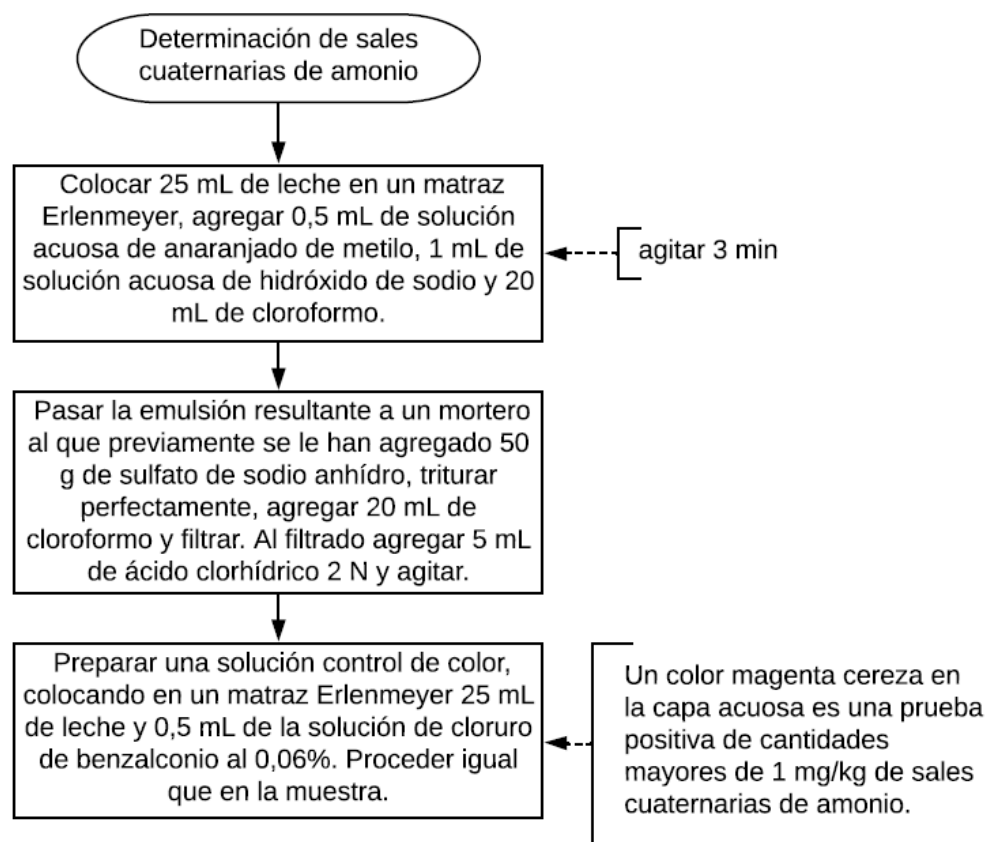 Determinación de sales
cuaternarias de amonio
Colocar 25 mL de leche en un matraz
Erlenmeyer, agregar 0,5 mL de solución
acuosa de anaranjado de metilo, 1 mL de
solución acuosa de hidróxido de sodio y 20
mL de cloroformo.
agitar 3 min
Pasar la emulsión resultante a un mortero
al que previamente se le han agregado 50
g de sulfato de sodio anhídro, triturar
perfectamente, agregar 20 mL de
cloroformo y filtrar. Al filtrado agregar 5 mL
de ácido clorhídrico 2 N y agitar.
Preparar una solución control de color,
colocando en un matraz Erlenmeyer 25 mL
de leche y 0,5 mL de la solución de cloruro
de benzalconio al 0,06%. Proceder igual
que en la muestra.
Un color magenta cereza en
la capa acuosa es una prueba
positiva de cantidades
mayores de 1 mg/kg de sales
cuaternarias de amonio.